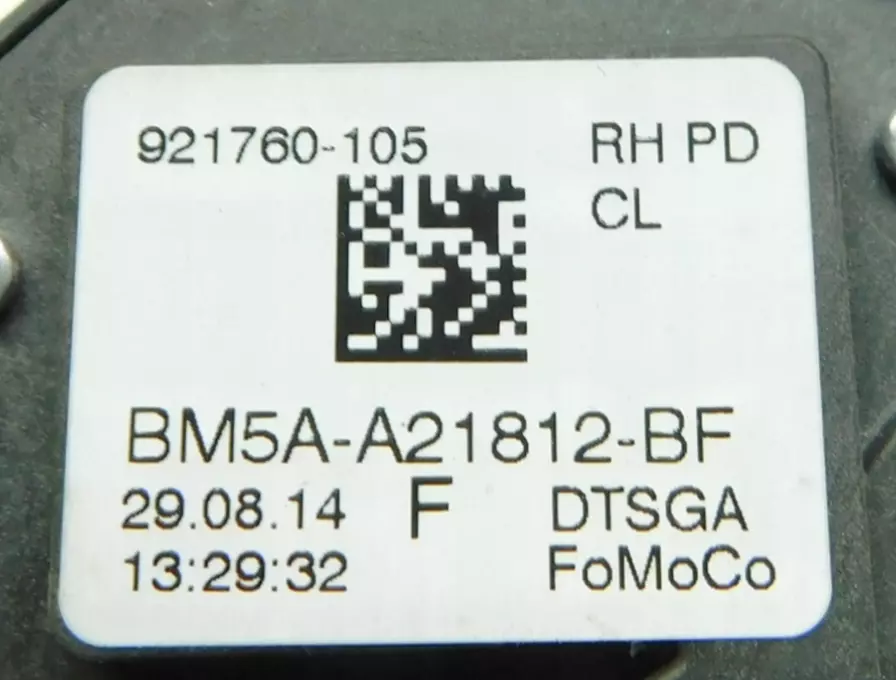 921760-105 RH PD
CL
BM5A-A21812-BF
29.08.14 F DTSGA
13:29:32 FoMoCo